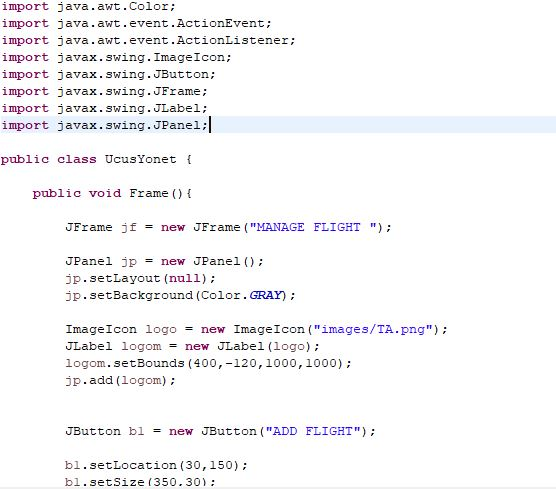 import java.awt.Color;
import java.awt.event.ActionEvent;
import java.awt.event.ActionListener;
import javax.swing.ImageIcon;
import javax.swing.JButton;
import javax.swing.JFrame;
import javax.swing.JLabel;
import javax.swing.JPanel;
public class UcusYonet {
public void Frame(){
JFrame jf = new JFrame("MANAGE FLIGHT ");
JPanel jp = new JPanel();
jp.setLayout(null);
jp.setBackground(Color.GRAY);
ImageIcon logo = new ImageIcon("images/TA.png");
JLabel logom = new JLabel(logo);
logom.setBounds(400,-120,1000,1000);
jp.add(logom);
JButton b1 = new JButton("ADD FLIGHT");
b1.setLocation(30,150);
b1.setSize(350,30);